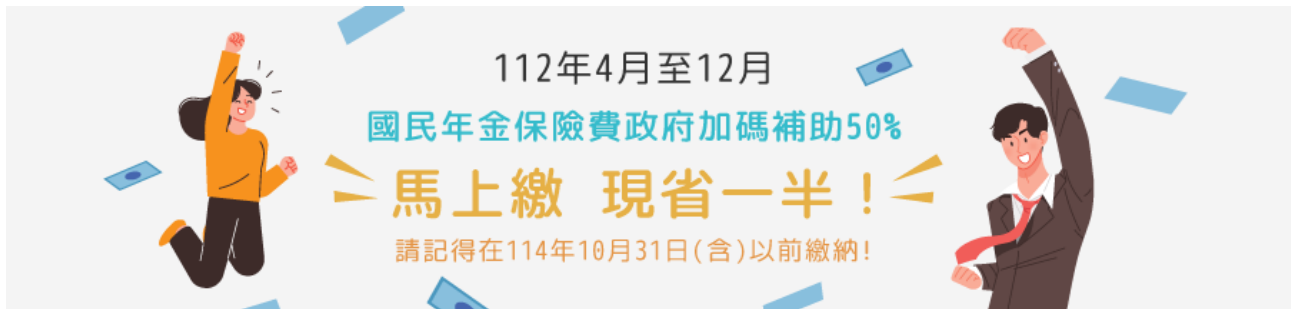 112年4月至12月
國民年金保險費政府加碼補助50%
馬上繳 現省一半！
請記得在114年10月31日(含)以前繳納!